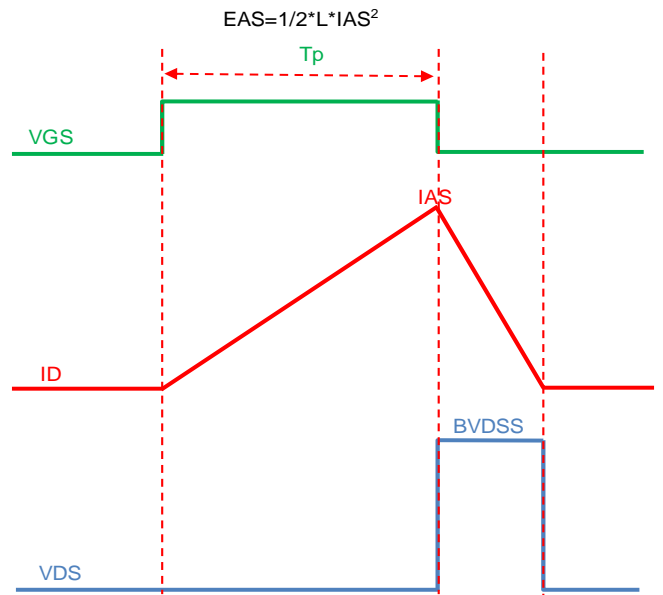 EAS=1/2*L*IAS²
Tp
VGS
IAS
ID
BVDSS
VDS